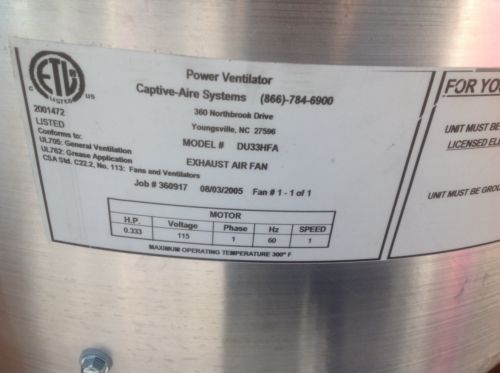 ETL
LISTED
C US
2001472
LISTED
Conforms to:
UL705: General Ventilation
UL762: Grease Application
CSA Std. C22.2, No. 113: Fans and Ventilators
Power Ventilator
Captive-Aire Systems (866)-784-6900
360 Northbrook Drive
Youngsville, NC 27596
MODEL # DU33HFA
EXHAUST AIR FAN
Job # 360917 08/03/2005 Fan # 1 - 1 of 1
MOTOR
H.P. Voltage Phase Hz SPEED
0.333 115 1 60 1
MAXIMUM OPERATING TEMPERATURE 300° F
FOR YO
UNIT MUST BE
LICENSED ELE
UNIT MUST BE GRO